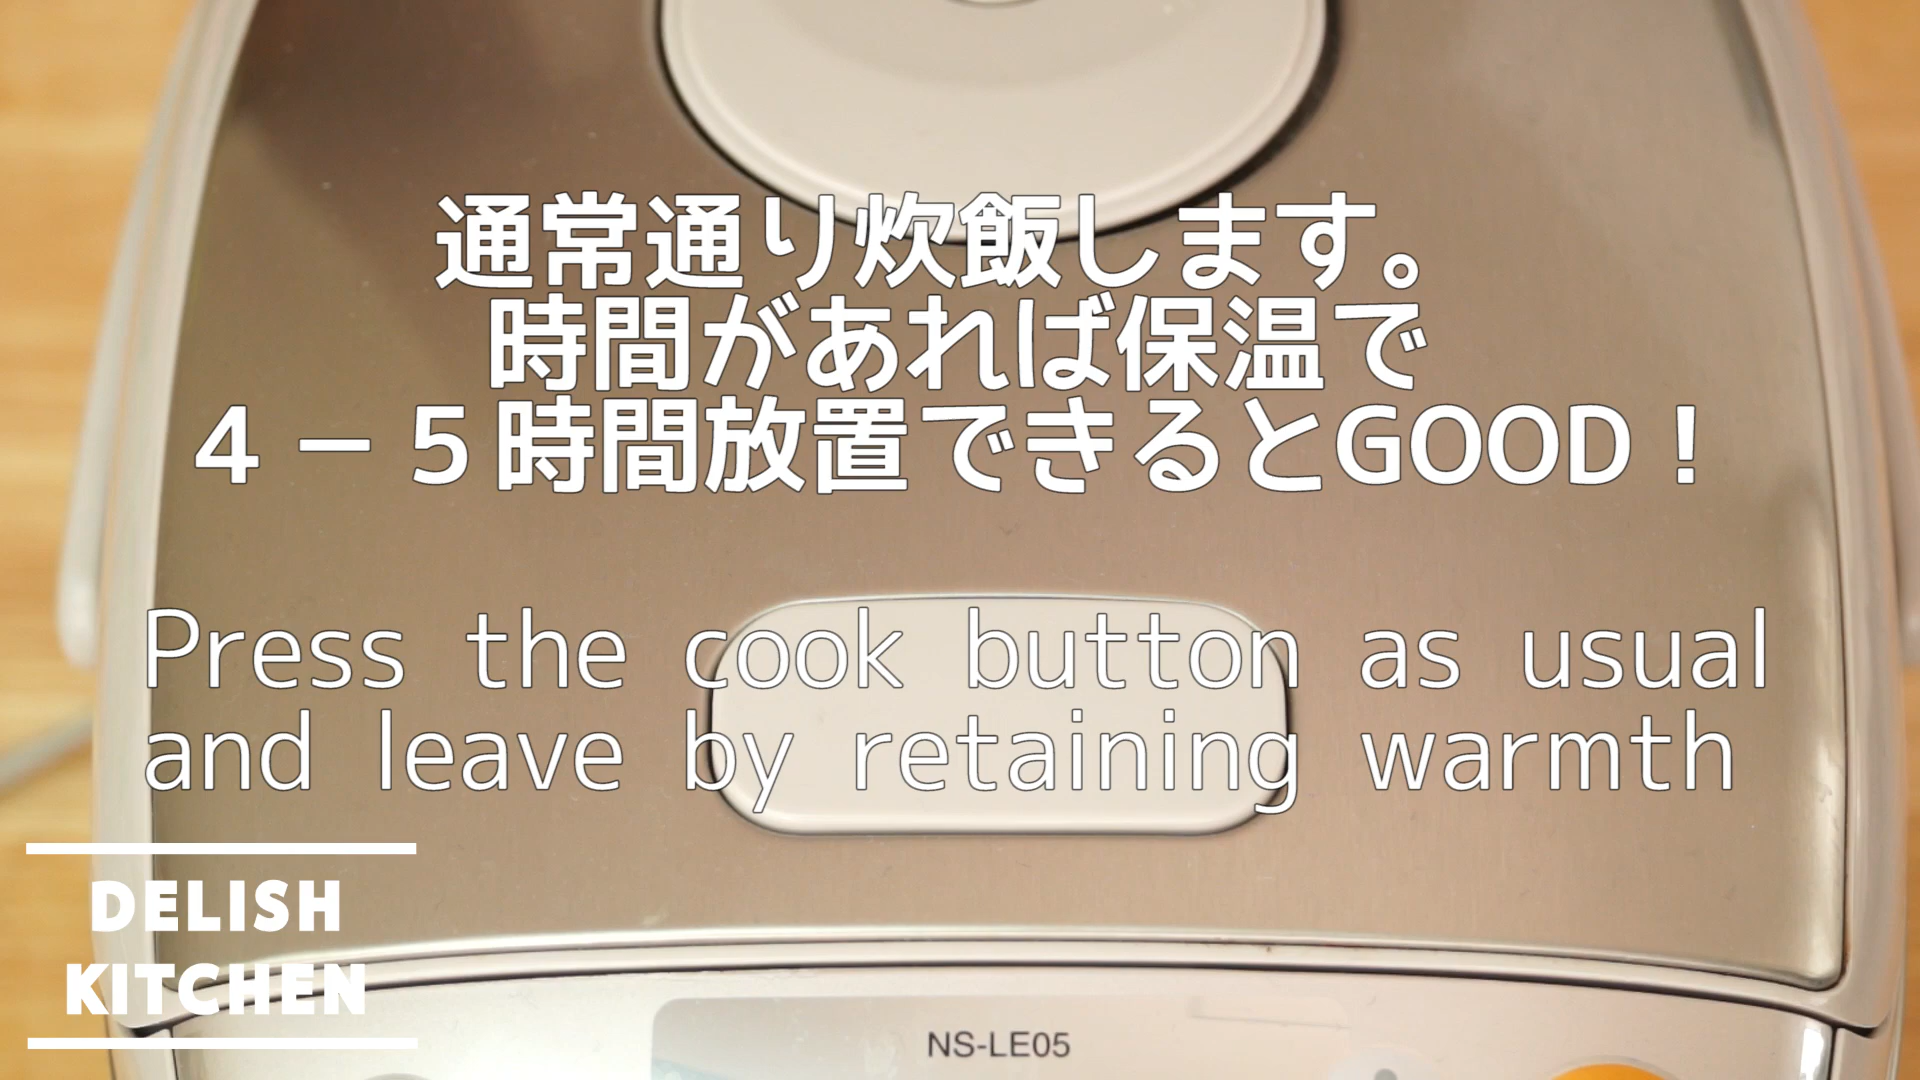 通常通り炊飯します。
時間があれば保温で
４－５時間放置できるとGOOD！
Press the cook button as usual
and leave by retaining warmth
DELISH
KITCHEN
NS-LE05